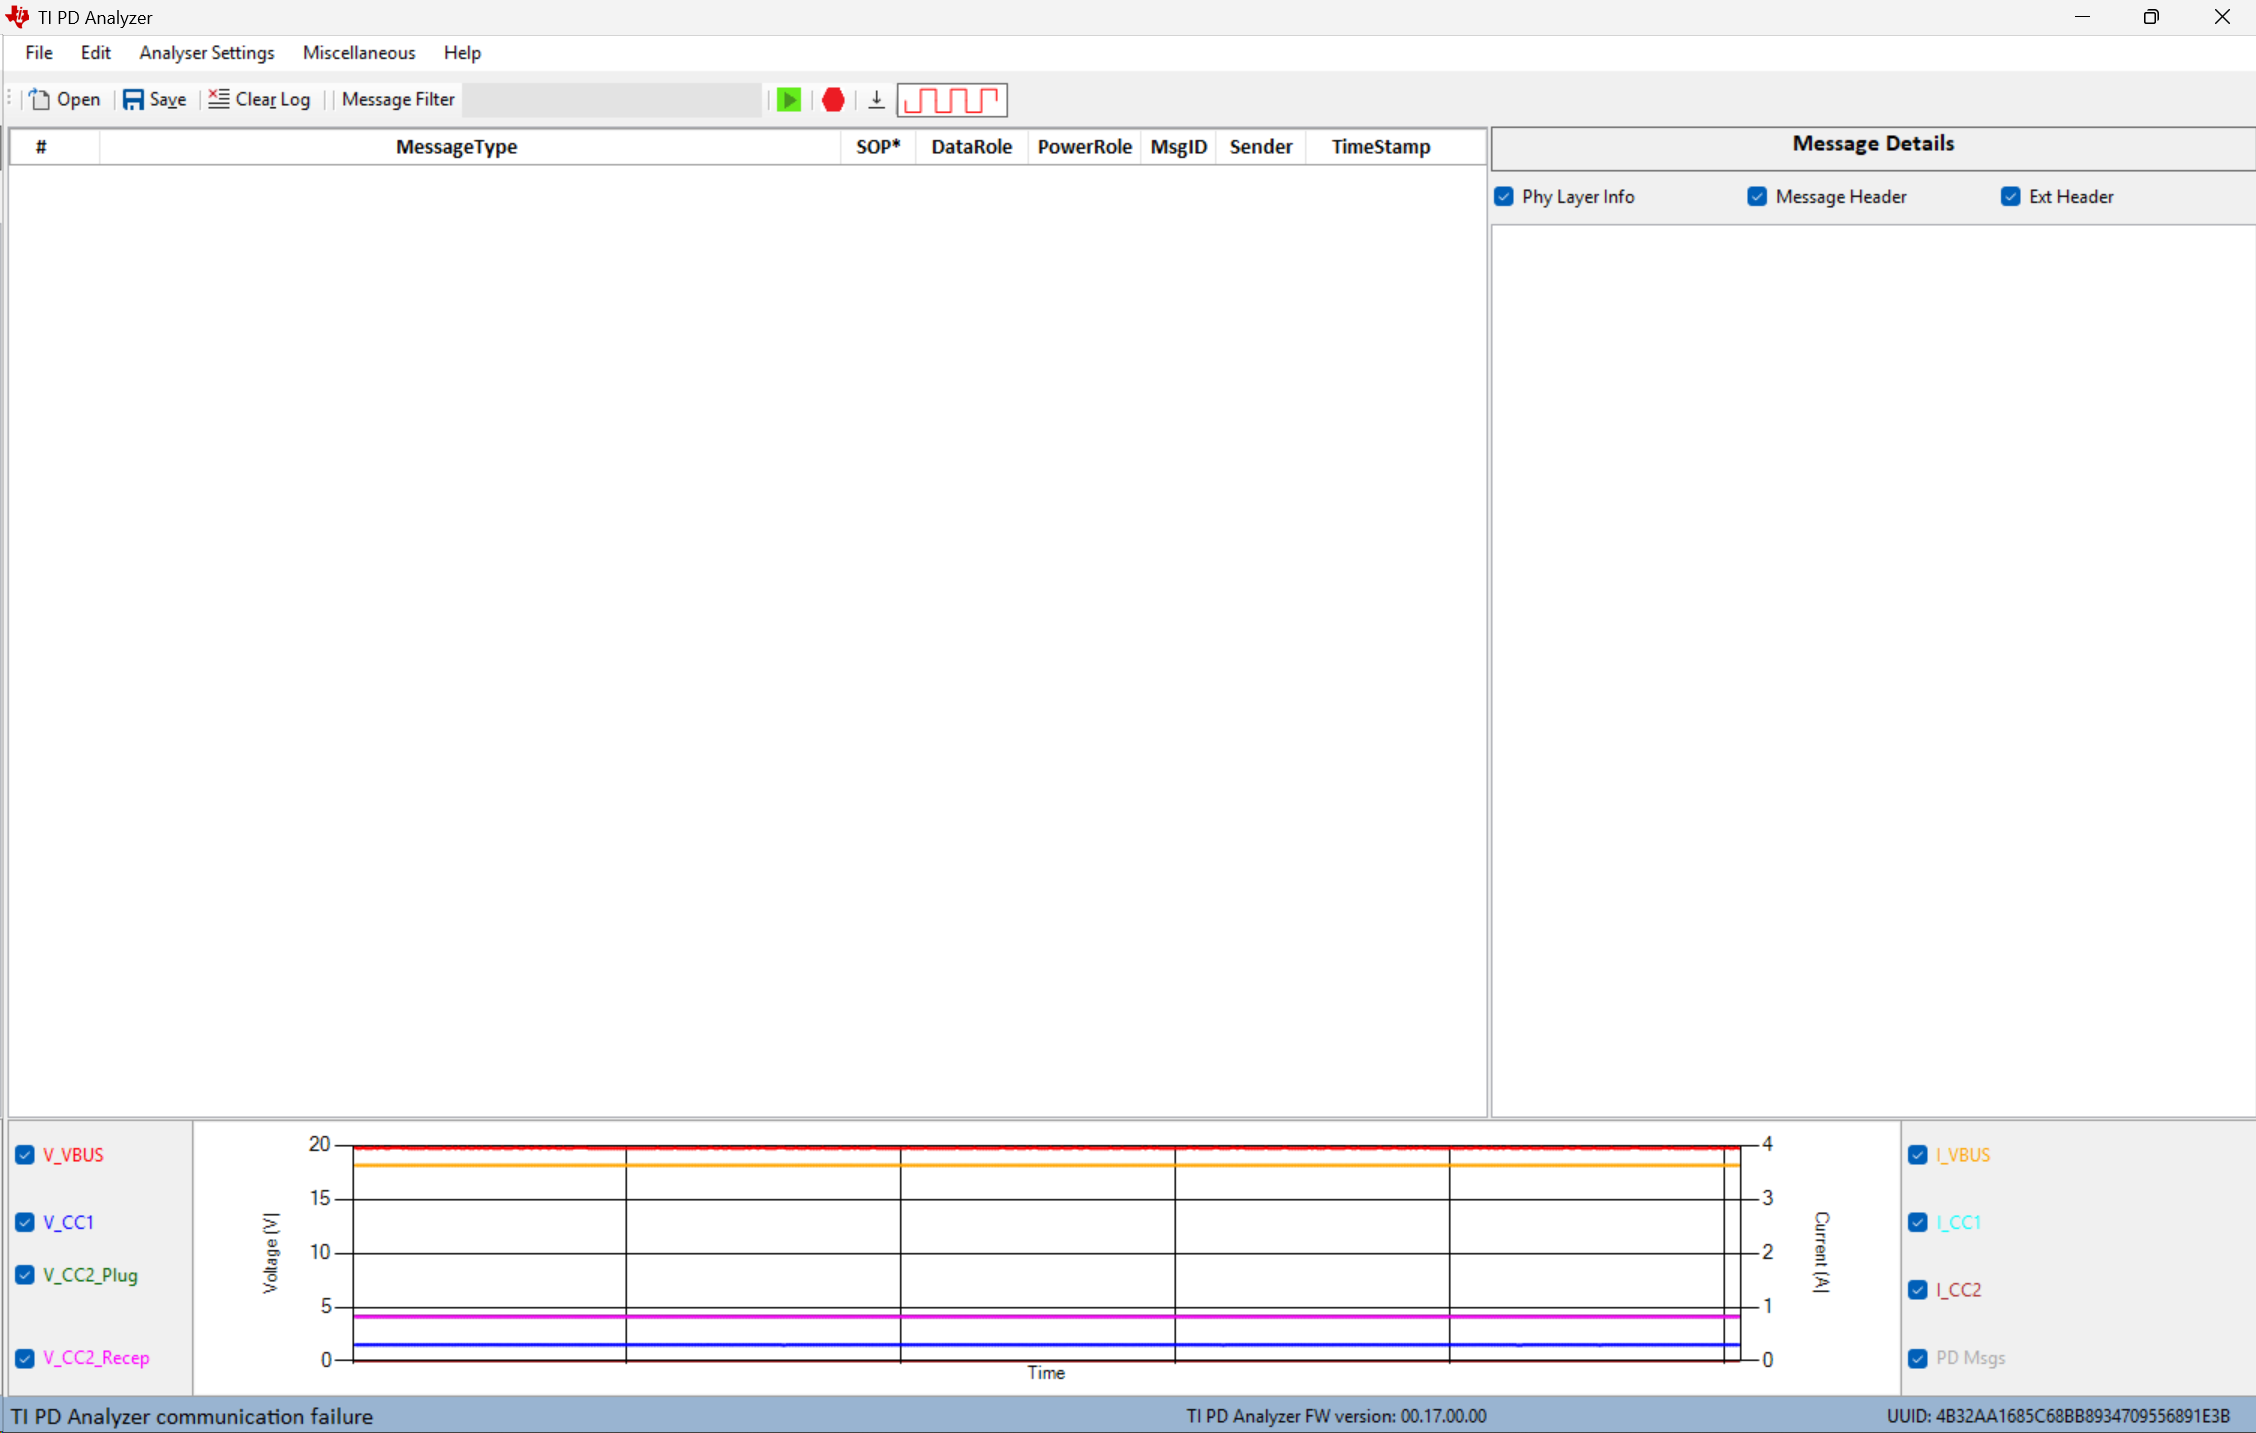 TI PD Analyzer
File Edit Analyser Settings Miscellaneous Help
Open Save Clear Log Message Filter
# MessageType SOP* DataRole PowerRole MsgID Sender TimeStamp
Message Details
Phy Layer Info Message Header Ext Header
V_VBUS
V_CC1
V_CC2_Plug
V_CC2_Recep
Voltage (V)
20
15
10
5
0
Time
4
3
2
1
0
Current (A)
I_VBUS
I_CC1
I_CC2
PD Msgs
TI PD Analyzer communication failure
TI PD Analyzer FW version: 00.17.00.00
UUID: 4B32AA1685C68BB8934709556891E3B